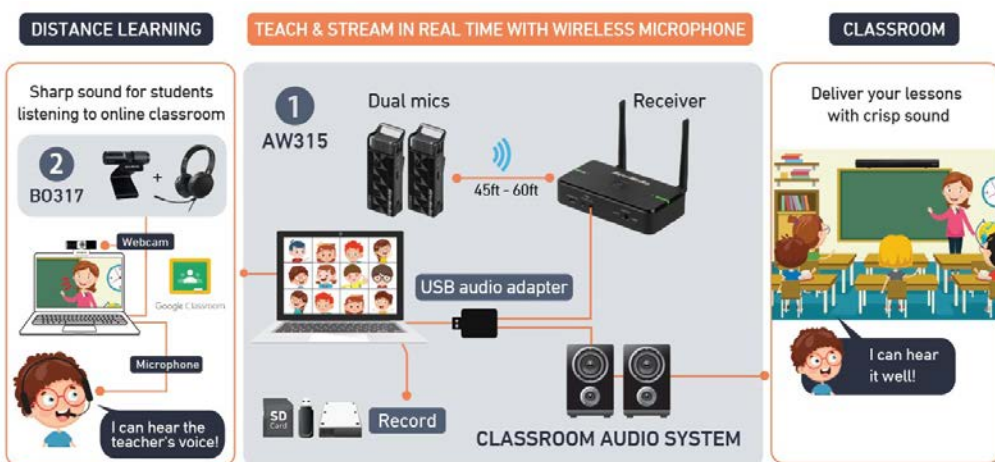 DISTANCE LEARNING
TEACH & STREAM IN REAL TIME WITH WIRELESS MICROPHONE
CLASSROOM
Sharp sound for students
listening to online classroom
2
BO317
+
Webcam
Google Classroom
Microphone
I can hear the
teacher's voice!
1
AW315
Dual mics
Receiver
45ft - 60ft
USB audio adapter
SD
Card
Record
CLASSROOM AUDIO SYSTEM
Deliver your lessons
with crisp sound
I can hear
it well!